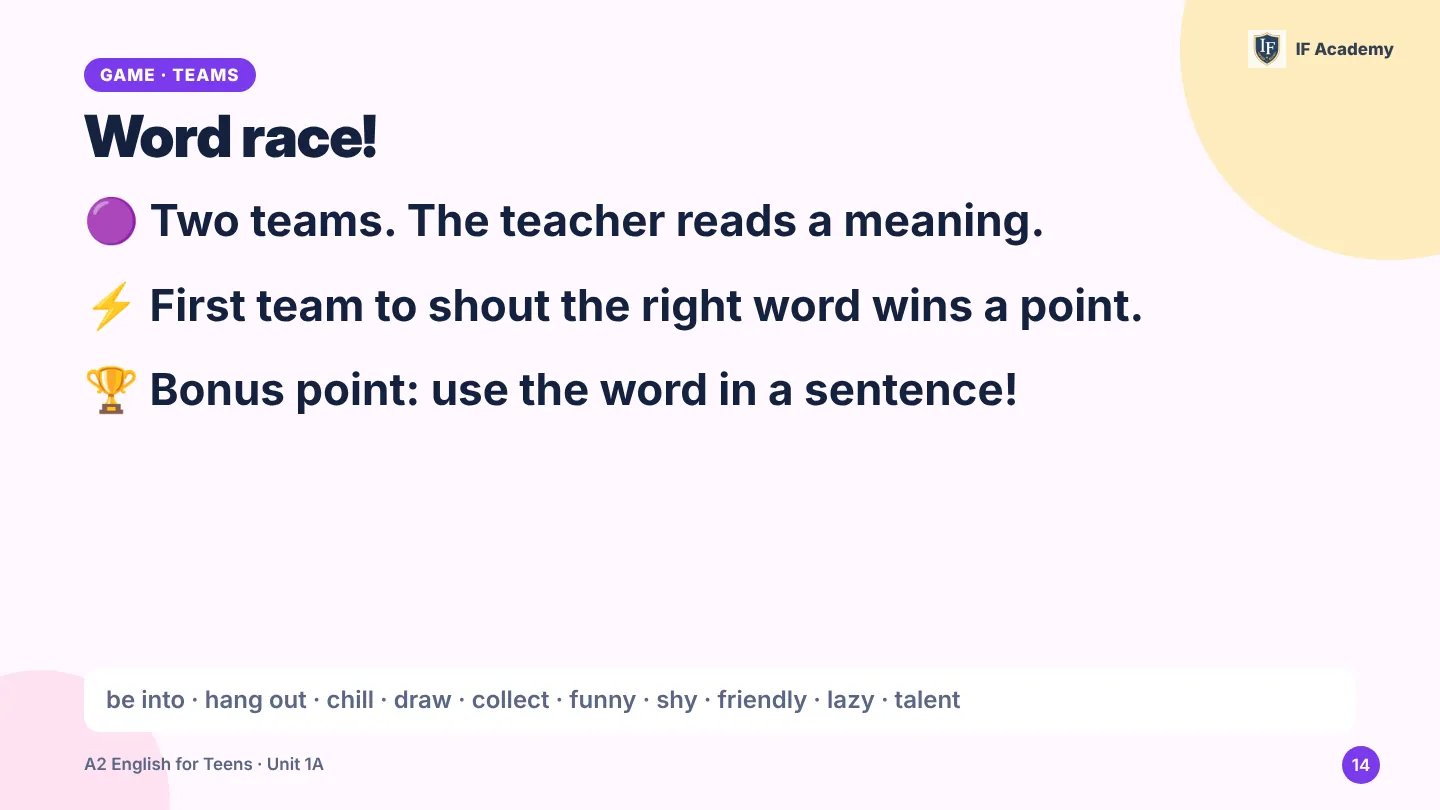 IF IF Academy
GAME · TEAMS
Word race!
🟣 Two teams. The teacher reads a meaning.
⚡ First team to shout the right word wins a point.
🏆 Bonus point: use the word in a sentence!
be into · hang out · chill · draw · collect · funny · shy · friendly · lazy · talent
A2 English for Teens · Unit 1A
14